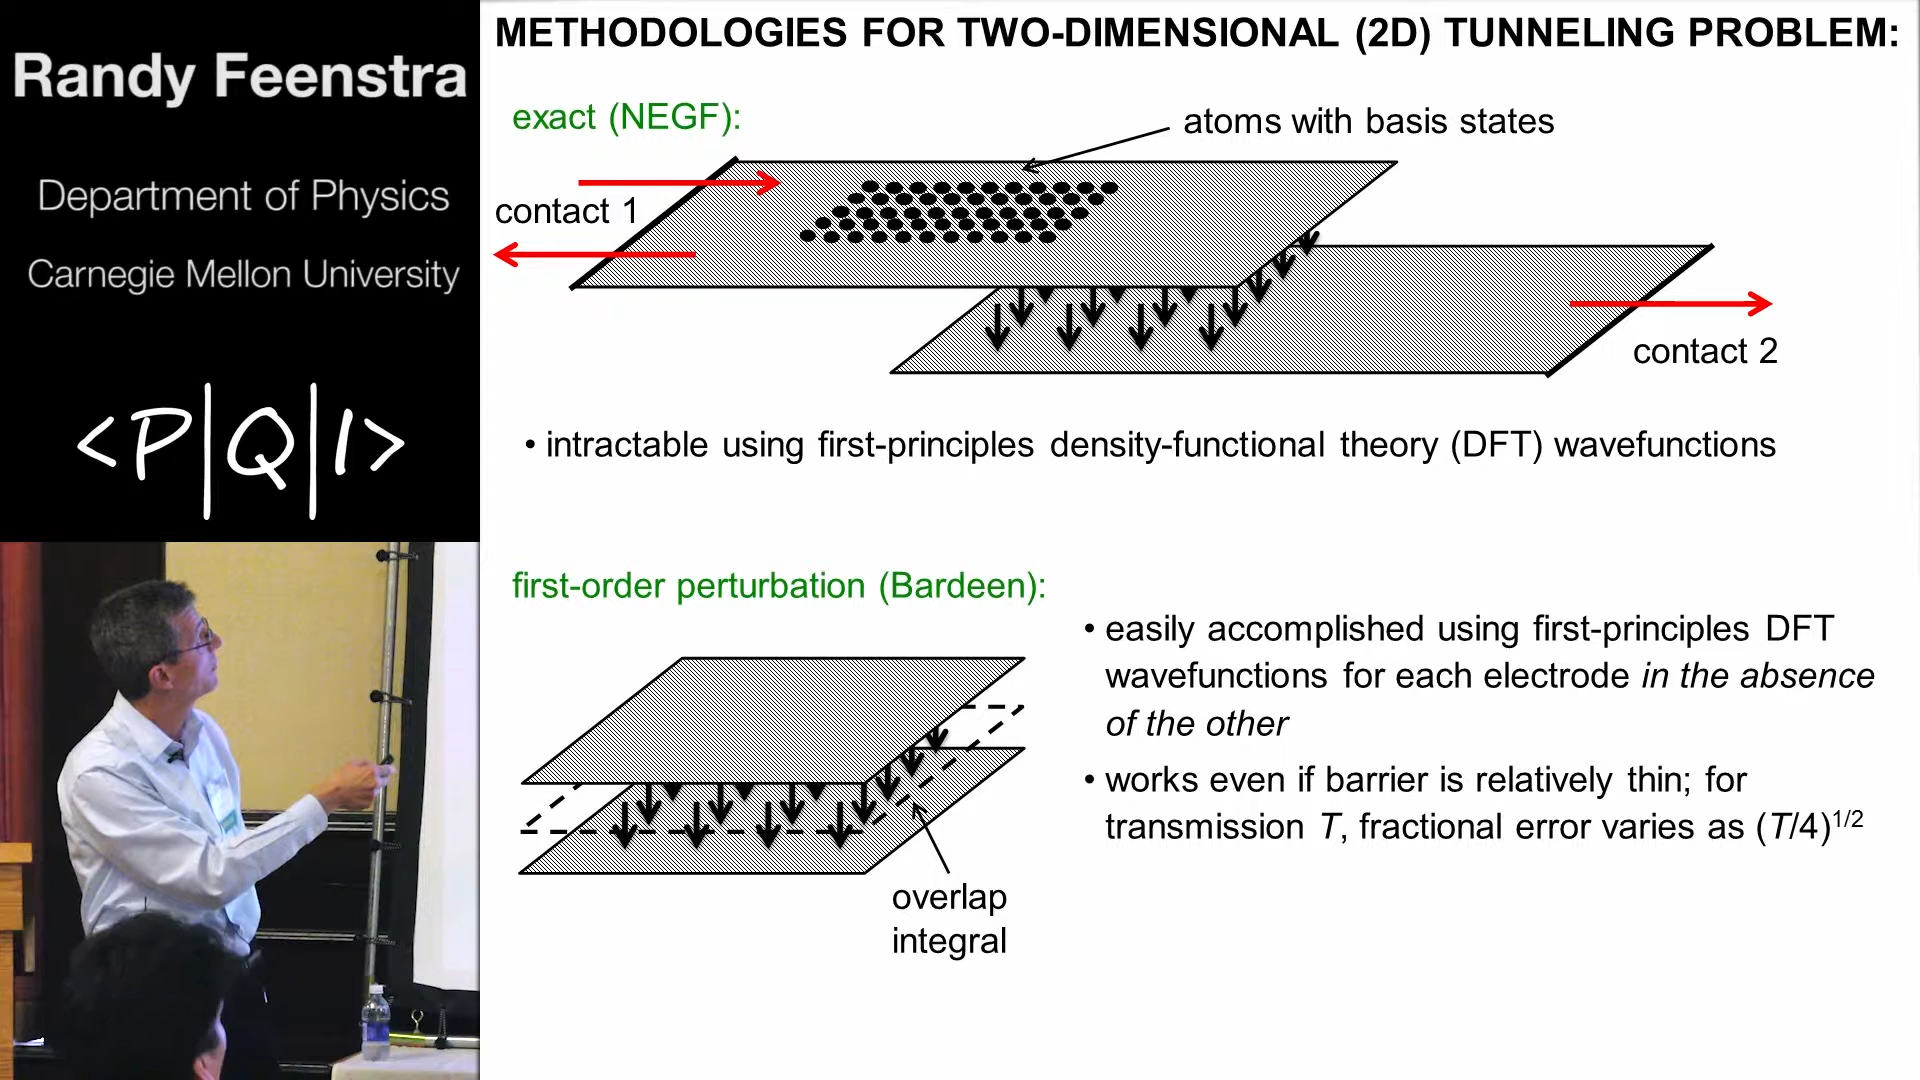 Randy Feenstra
Department of Physics
Carnegie Mellon University
<P|Q|I>
METHODOLOGIES FOR TWO-DIMENSIONAL (2D) TUNNELING PROBLEM:
exact (NEGF):
atoms with basis states
contact 1
contact 2
• intractable using first-principles density-functional theory (DFT) wavefunctions
first-order perturbation (Bardeen):
• easily accomplished using first-principles DFT
wavefunctions for each electrode in the absence
of the other
• works even if barrier is relatively thin; for
transmission T, fractional error varies as (T/4)^1/2
overlap
integral